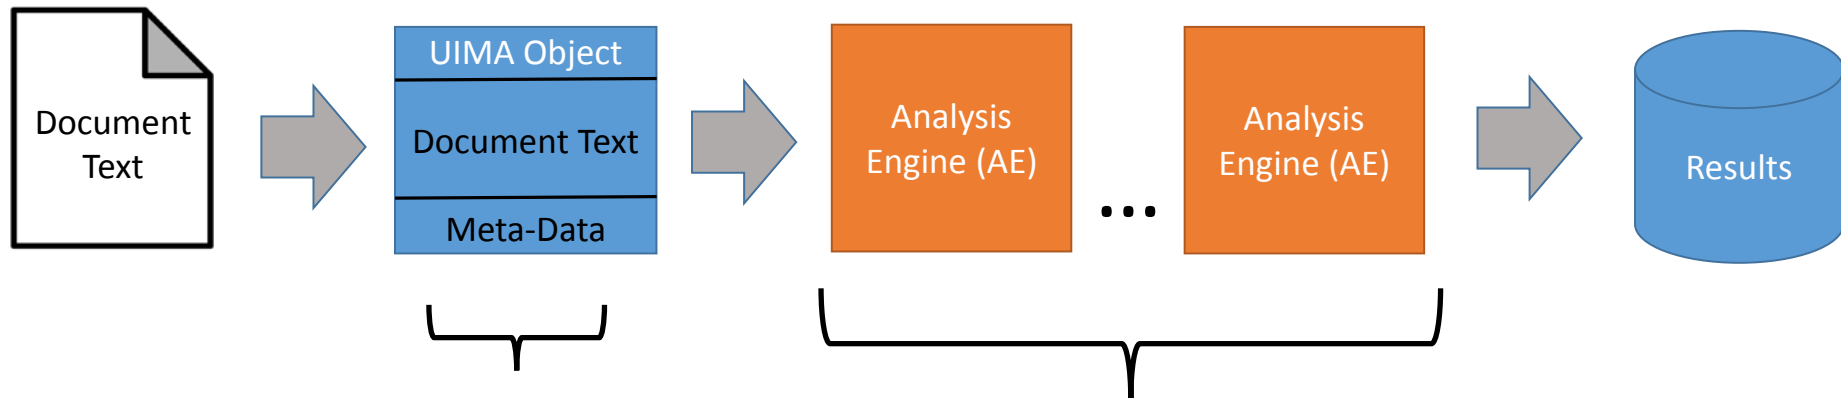 Document
Text
UIMA Object
Document Text
Meta-Data
Analysis
Engine (AE)
...
Analysis
Engine (AE)
Results